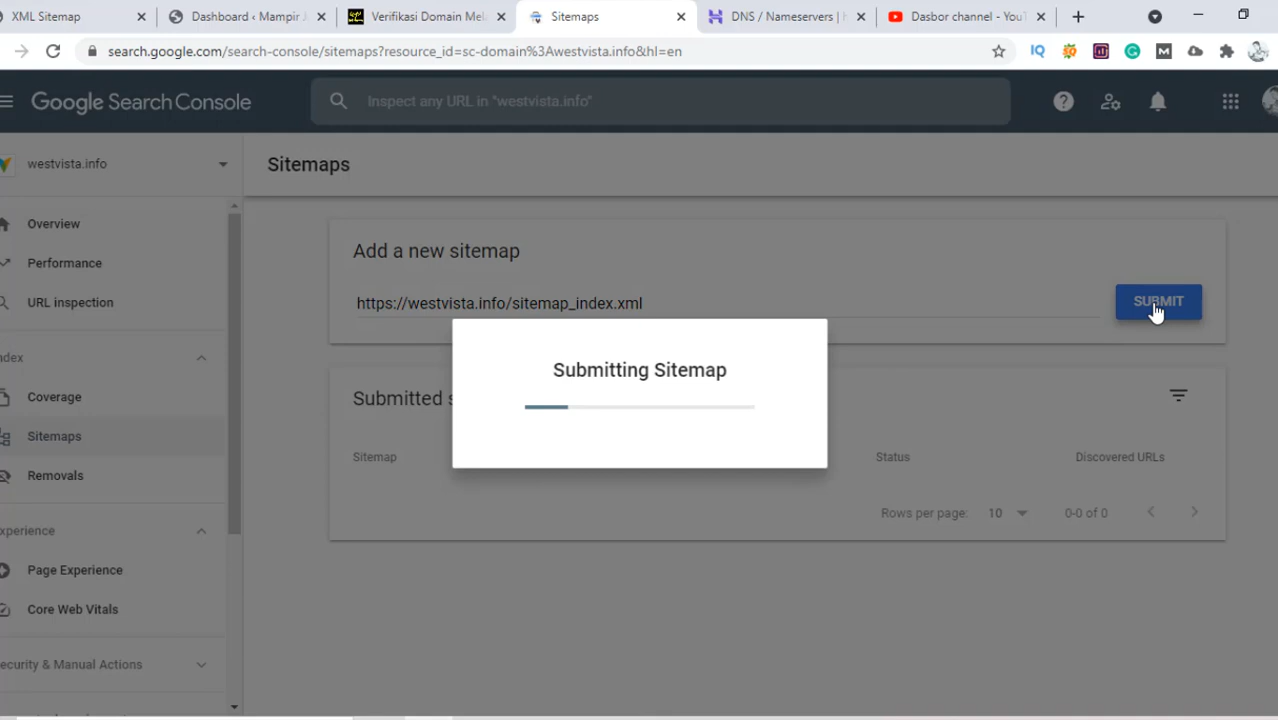 XML Sitemap
Dashboard ‹ Mampir J
Verifikasi Domain Mel
Sitemaps
DNS / Nameservers |
Dasbor channel - You
search.google.com/search-console/sitemaps?resource_id=sc-domain%3Awestvista.info&hl=en
Google Search Console
Inspect any URL in "westvista.info"
westvista.info
Sitemaps
Overview
Performance
URL inspection
ndex
Coverage
Sitemaps
Removals
xperience
Page Experience
Core Web Vitals
ecurity & Manual Actions
Add a new sitemap
https://westvista.info/sitemap_index.xml
SUBMIT
Submitting Sitemap
Submitted s
Sitemap
Status
Discovered URLs
Rows per page:
10
0-0 of 0